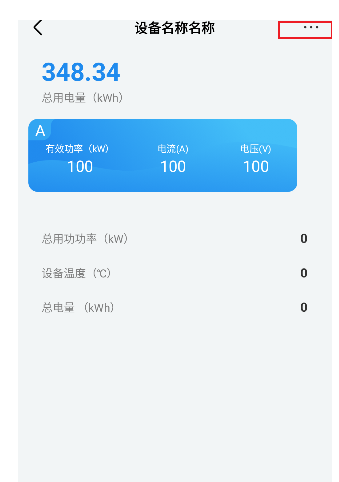 设备名称名称
348.34
总用电量（kWh）
A
有效功率（kW） 电流(A) 电压(V)
100 100 100
总用功功率（kW） 0
设备温度（℃） 0
总电量 （kWh） 0